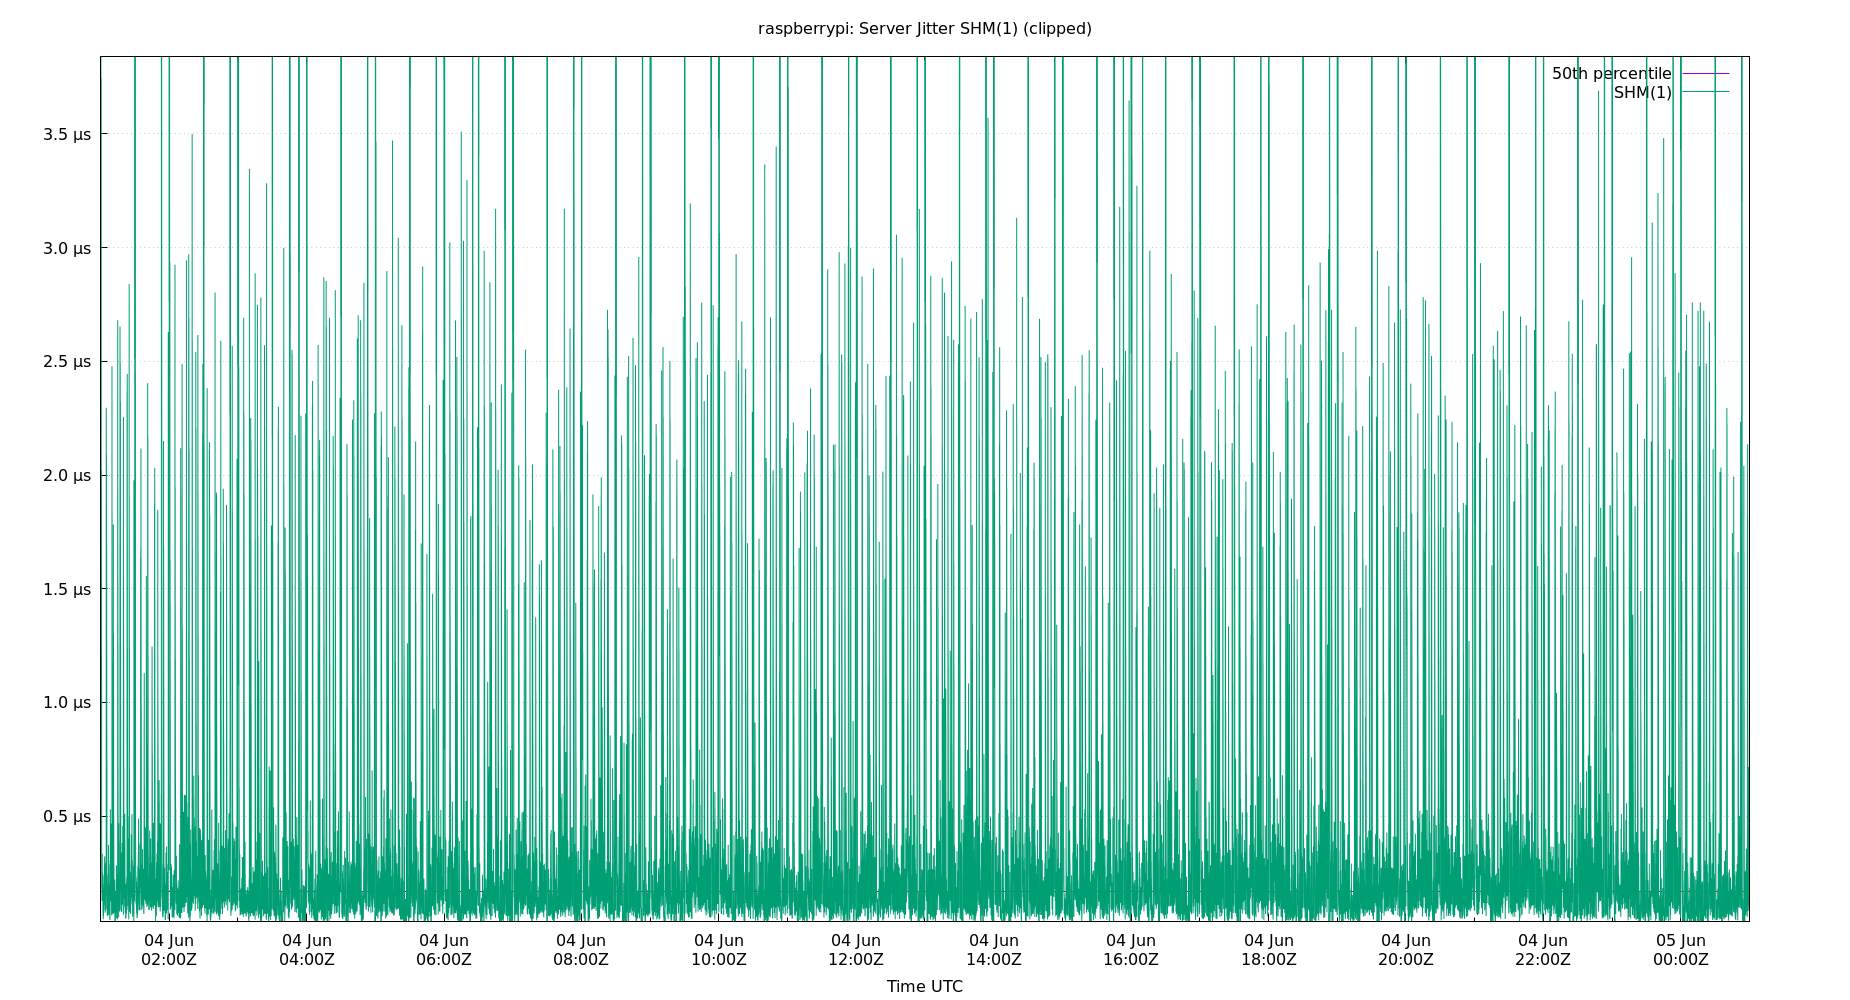 raspberrypi: Server Jitter SHM(1) (clipped)
50th percentile
SHM(1)
3.5 µs
3.0 µs
2.5 µs
2.0 µs
1.5 µs
1.0 µs
0.5 µs
04 Jun 04 Jun 04 Jun 04 Jun 04 Jun 04 Jun 04 Jun 04 Jun 04 Jun 04 Jun 04 Jun 05 Jun
02:00Z 04:00Z 06:00Z 08:00Z 10:00Z 12:00Z 14:00Z 16:00Z 18:00Z 20:00Z 22:00Z 00:00Z
Time UTC